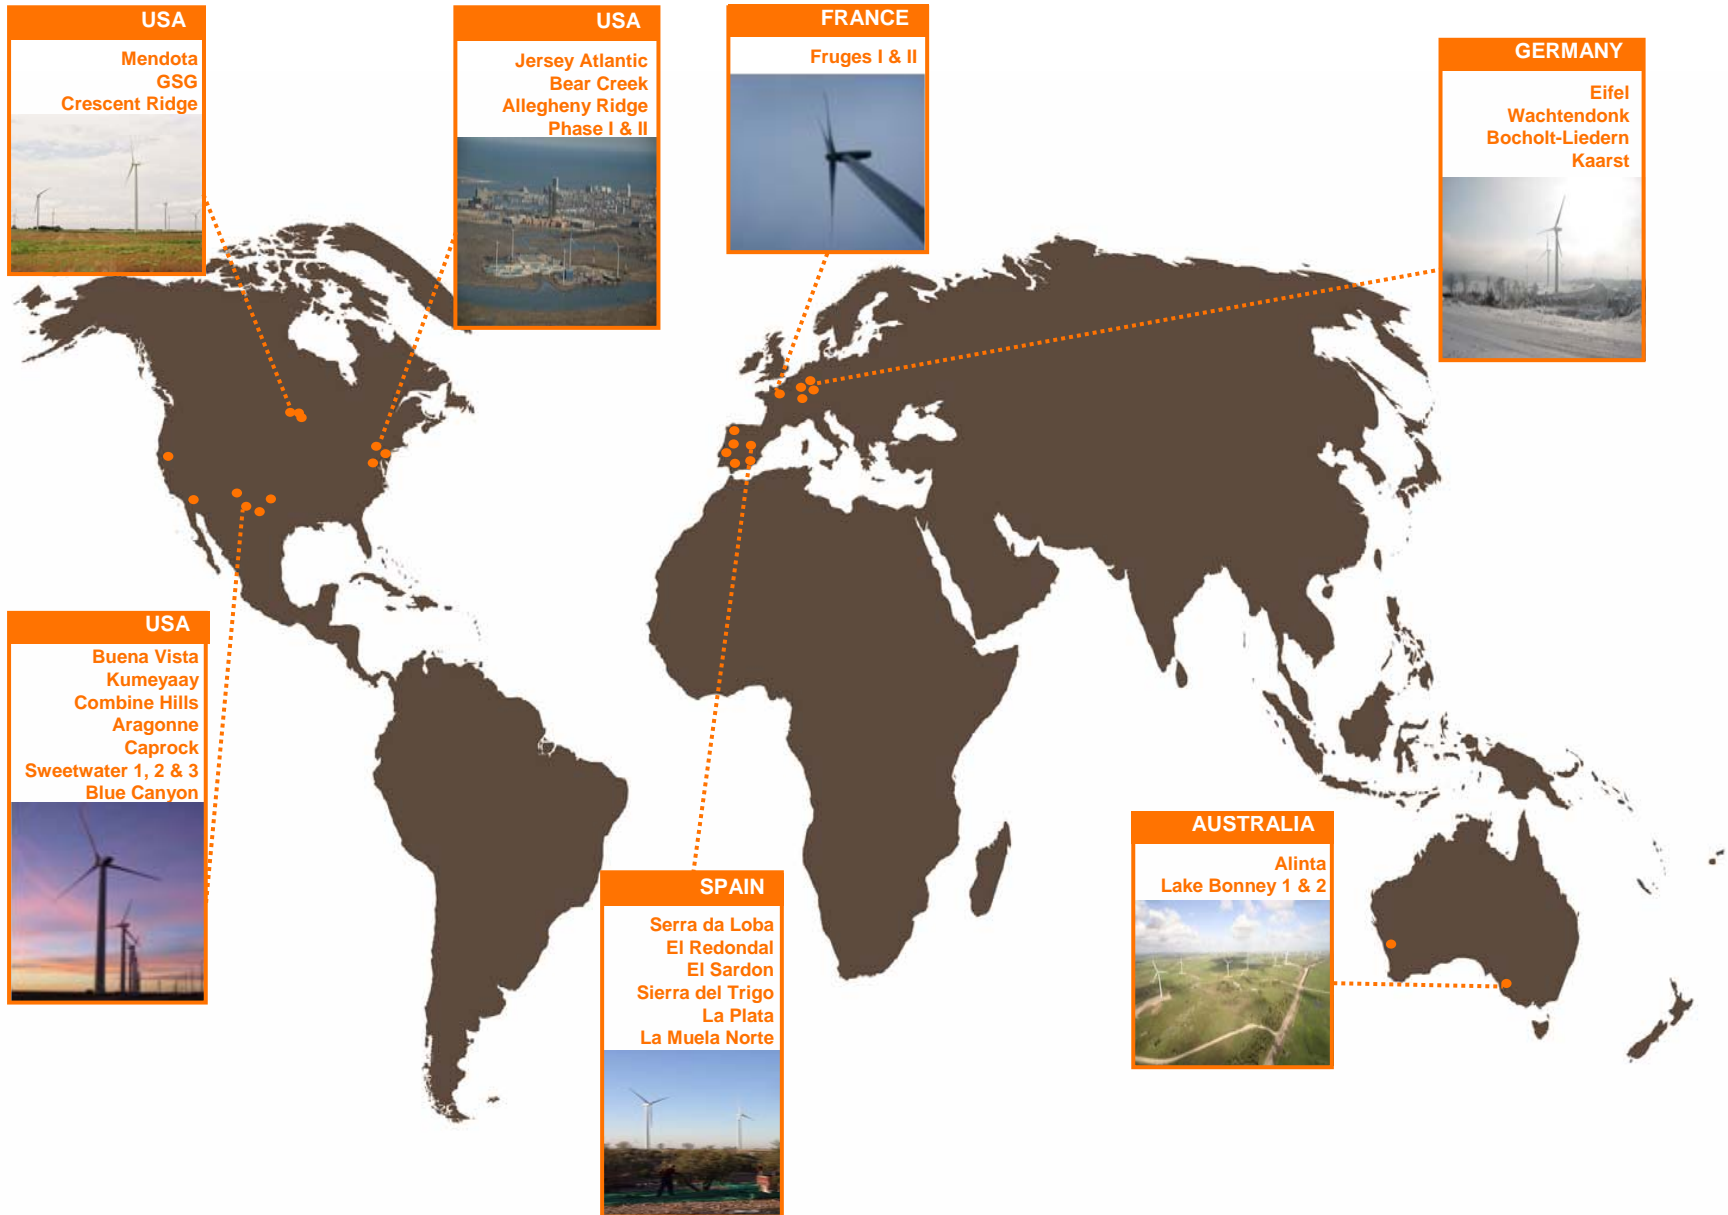 USA
Mendota
GSG
Crescent Ridge
USA
Jersey Atlantic
Bear Creek
Allegheny Ridge
Phase I & II
FRANCE
Fruges I & II
GERMANY
Eifel
Wachtendonk
Bocholt-Liedern
Kaarst
USA
Buena Vista
Kumeyaay
Combine Hills
Aragonne
Caprock
Sweetwater 1, 2 & 3
Blue Canyon
SPAIN
Serra da Loba
El Redondal
El Sardon
Sierra del Trigo
La Plata
La Muela Norte
AUSTRALIA
Alinta
Lake Bonney 1 & 2